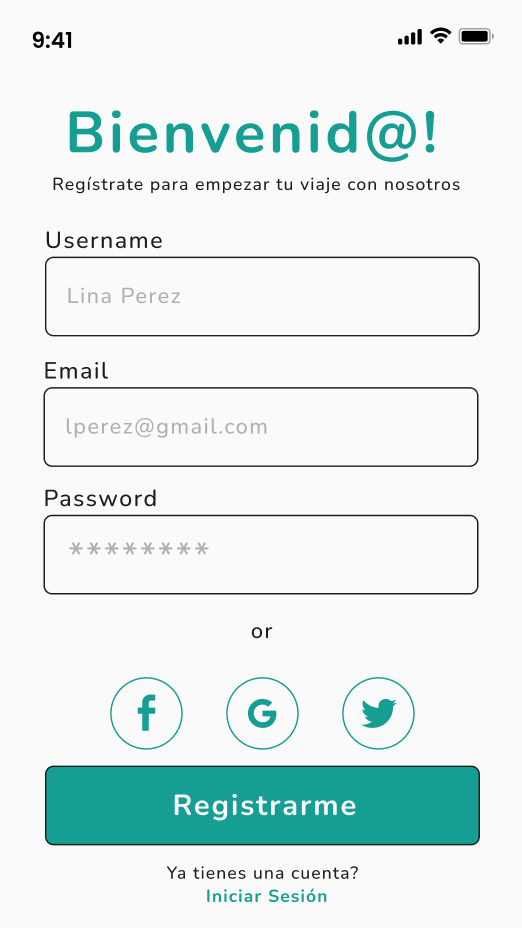 9:41
Bienvenid@!
Regístrate para empezar tu viaje con nosotros
Username
Lina Perez
Email
lperez@gmail.com
Password
********
or
f G
Registrarme
Ya tienes una cuenta?
Iniciar Sesión